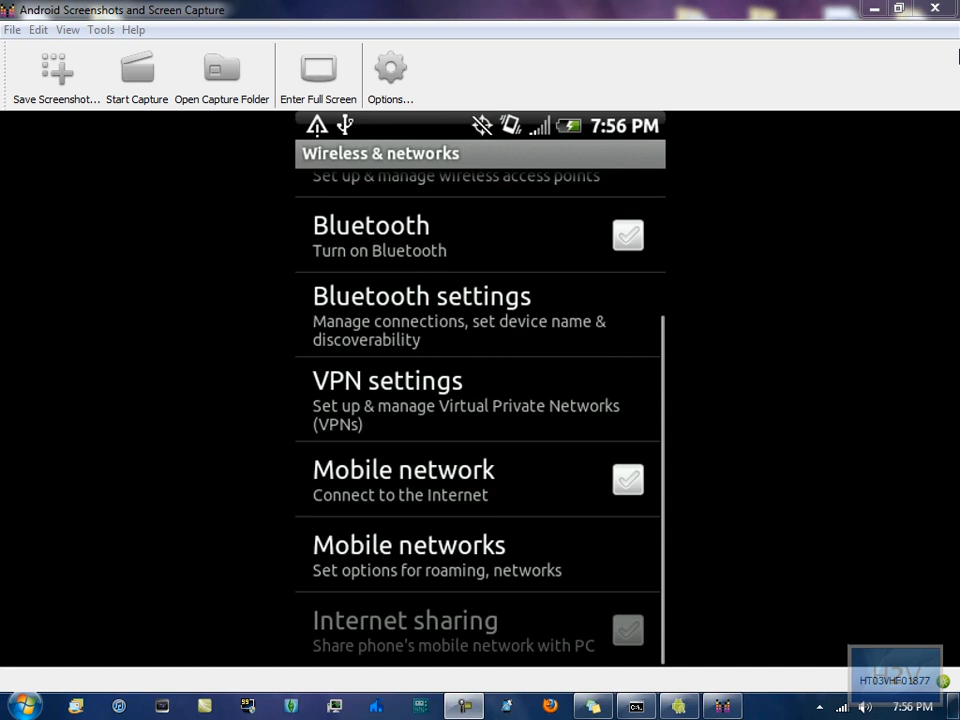 Android Screenshots and Screen Capture
File Edit View Tools Help
Save Screenshot... Start Capture Open Capture Folder Enter Full Screen Options...
7:56 PM
Wireless & networks
Set up & manage wireless access points
Bluetooth
Turn on Bluetooth
Bluetooth settings
Manage connections, set device name &
discoverability
VPN settings
Set up & manage Virtual Private Networks
(VPNs)
Mobile network
Connect to the Internet
Mobile networks
Set options for roaming, networks
Internet sharing
Share phone's mobile network with PC
HT03VHF01877
7:56 PM